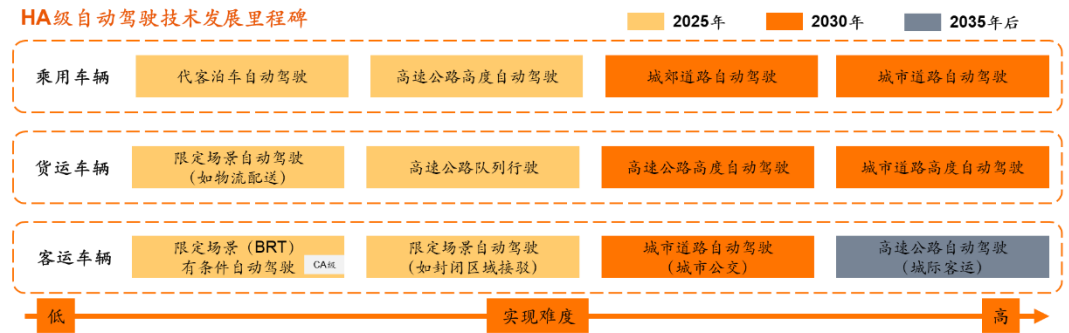 HA级自动驾驶技术发展里程碑
2025年
2030年
2035年后
乘用车辆
代客泊车自动驾驶
高速公路高度自动驾驶
城郊道路自动驾驶
城市道路自动驾驶
货运车辆
限定场景自动驾驶
(如物流配送)
高速公路队列行驶
高速公路高度自动驾驶
城市道路高度自动驾驶
客运车辆
限定场景（BRT）
有条件自动驾驶
CA级
限定场景自动驾驶
(如封闭区域接驳)
城市道路自动驾驶
(城市公交)
高速公路自动驾驶
(城际客运)
低
实现难度
高